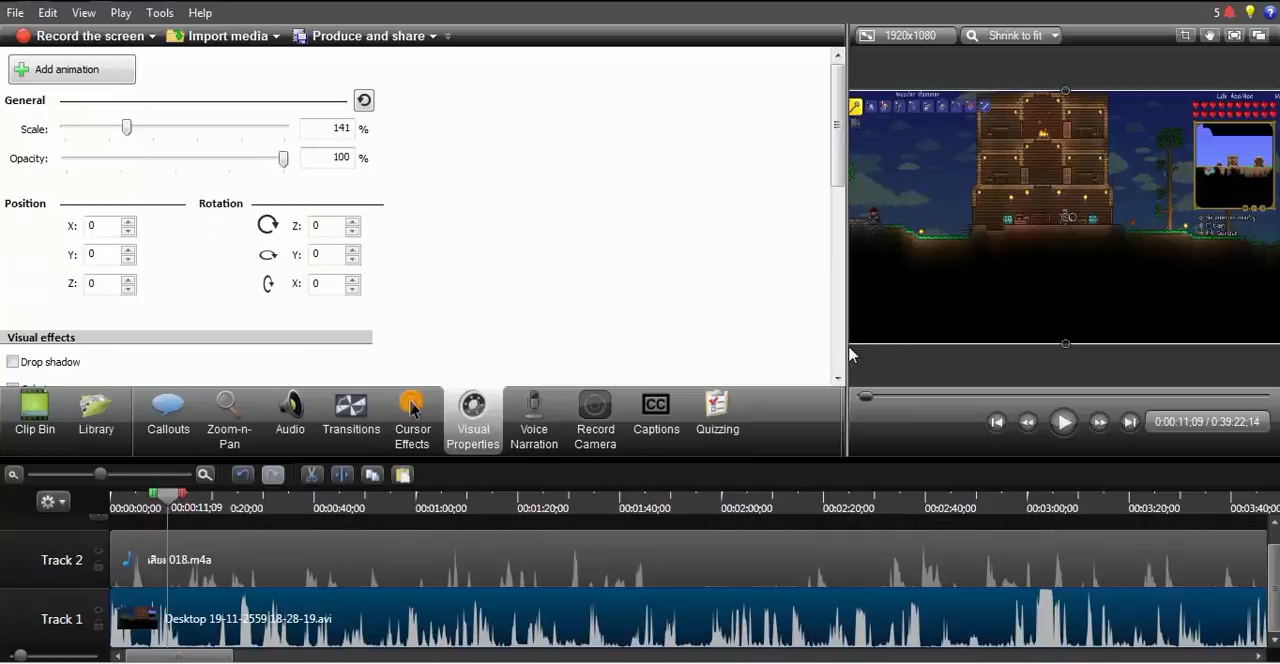 File Edit View Play Tools Help 5
Record the screen Import media Produce and share 1920x1080 Shrink to fit
Add animation
General
Scale: 141 %
Opacity: 100 %
Position Rotation
X: 0 Z: 0
Y: 0 Y: 0
Z: 0 X: 0
Visual effects
Drop shadow
Clip Bin Library Callouts Zoom-n-Pan Audio Transitions Cursor Effects Visual Properties Voice Narration Record Camera CC Captions Quizzing
0:00:11;09 / 0:39:22;14
00:00:00;00 00:00:11;09 0:20;00 00:00:40;00 00:01:00;00 00:01:20;00 00:01:40;00 00:02:00;00 00:02:20;00 00:02:40;00 00:03:00;00 00:03:20;00 00:03:40;00
Track 2 เสียง 018.m4a
Track 1 Desktop 19-11-2559 18-28-19.avi